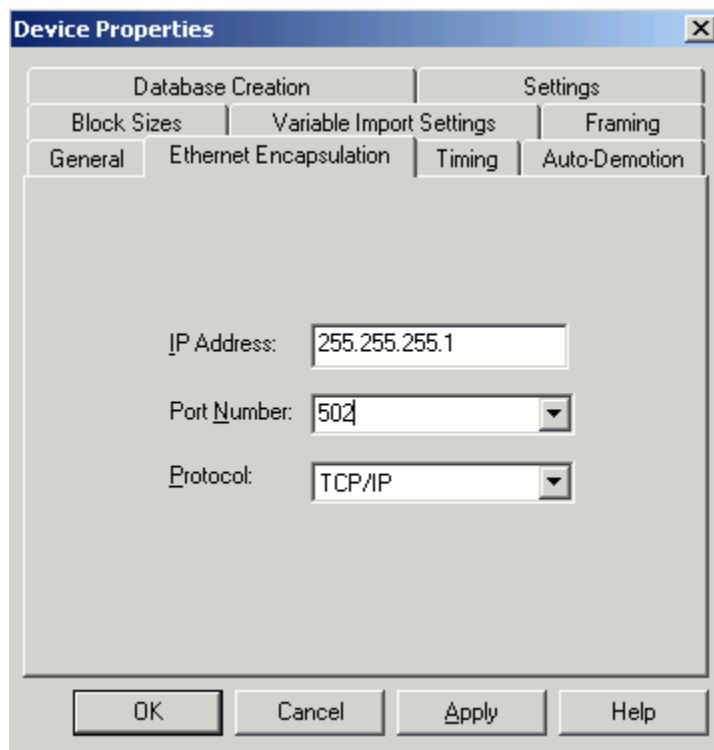 Device Properties
Database Creation Settings
Block Sizes Variable Import Settings Framing
General Ethernet Encapsulation Timing Auto-Demotion
IP Address: 255.255.255.1
Port Number: 502
Protocol: TCP/IP
OK Cancel Apply Help